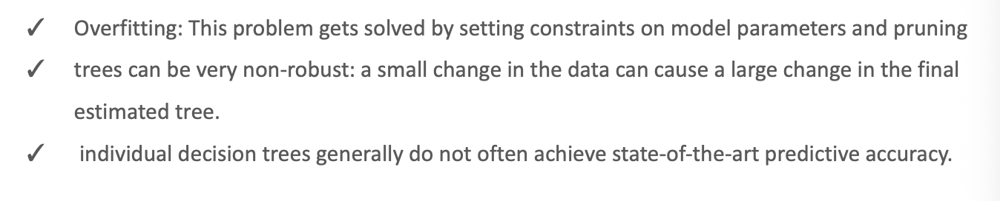 ✓ Overfitting: This problem gets solved by setting constraints on model parameters and pruning
✓ trees can be very non-robust: a small change in the data can cause a large change in the final
estimated tree.
✓ individual decision trees generally do not often achieve state-of-the-art predictive accuracy.